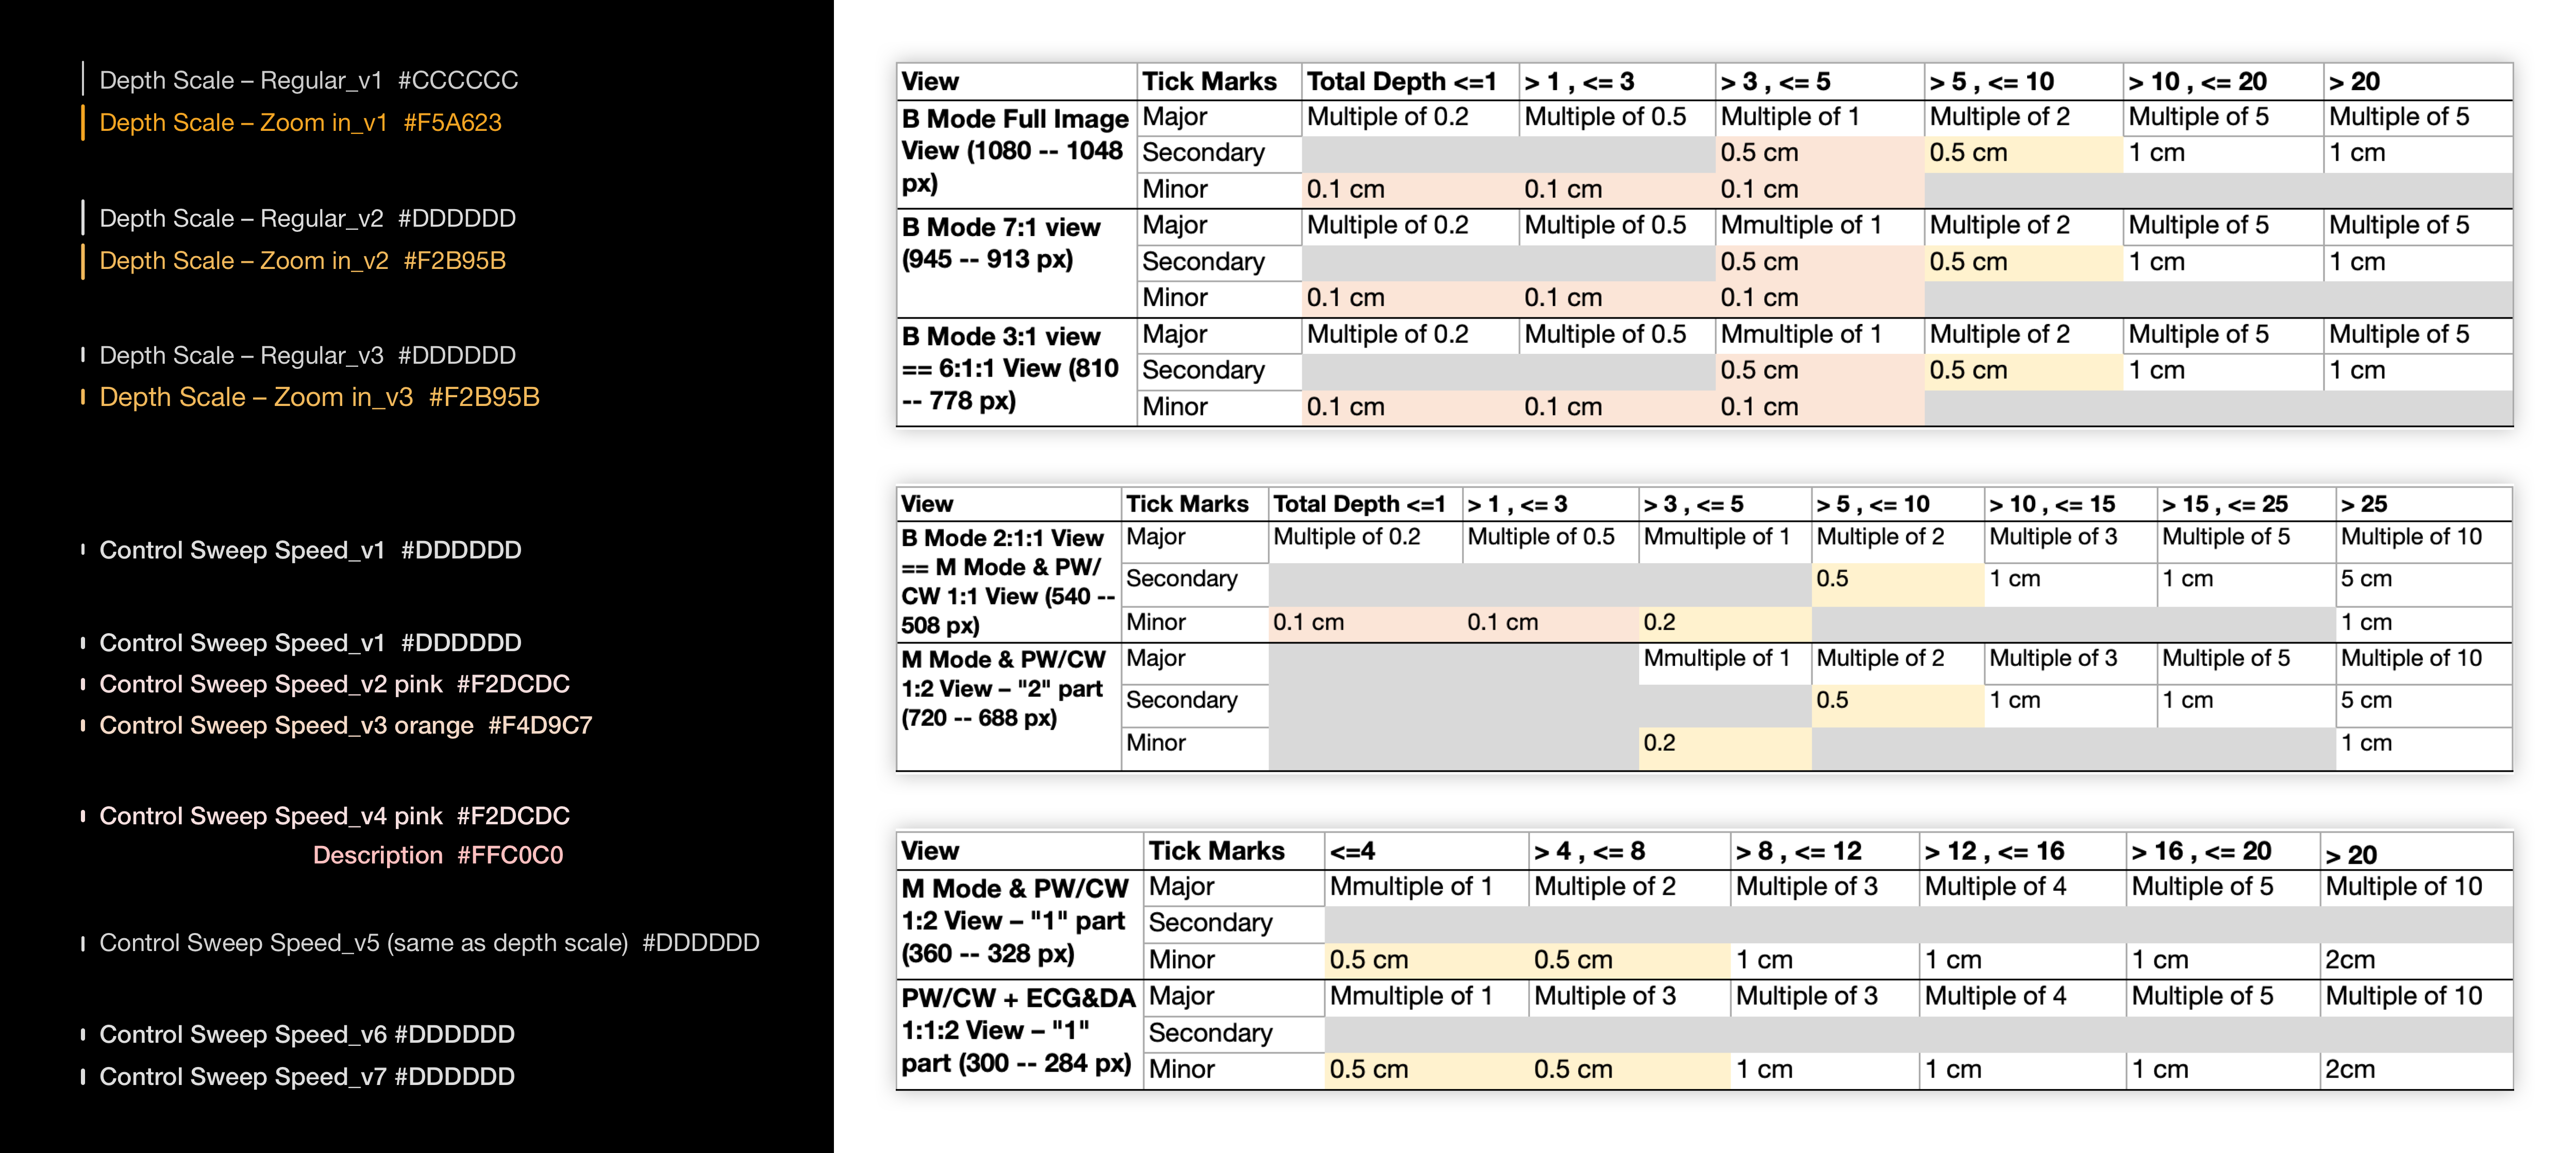 Depth Scale – Regular_v1  #CCCCCC
Depth Scale – Zoom in_v1  #F5A623
Depth Scale – Regular_v2  #DDDDDD
Depth Scale – Zoom in_v2  #F2B95B
Depth Scale – Regular_v3  #DDDDDD
Depth Scale – Zoom in_v3  #F2B95B
Control Sweep Speed_v1  #DDDDDD
Control Sweep Speed_v1  #DDDDDD
Control Sweep Speed_v2 pink  #F2DCDC
Control Sweep Speed_v3 orange  #F4D9C7
Control Sweep Speed_v4 pink  #F2DCDC
Description  #FFC0C0
Control Sweep Speed_v5 (same as depth scale)  #DDDDDD
Control Sweep Speed_v6 #DDDDDD
Control Sweep Speed_v7 #DDDDDD
View Tick Marks Total Depth <=1 > 1 , <= 3 > 3 , <= 5 > 5 , <= 10 > 10 , <= 20 > 20
B Mode Full Image Major Multiple of 0.2 Multiple of 0.5 Multiple of 1 Multiple of 2 Multiple of 5 Multiple of 5
View (1080 -- 1048 Secondary 0.5 cm 0.5 cm 1 cm 1 cm
px) Minor 0.1 cm 0.1 cm 0.1 cm
B Mode 7:1 view Major Multiple of 0.2 Multiple of 0.5 Mmultiple of 1 Multiple of 2 Multiple of 5 Multiple of 5
(945 -- 913 px) Secondary 0.5 cm 0.5 cm 1 cm 1 cm
Minor 0.1 cm 0.1 cm 0.1 cm
B Mode 3:1 view Major Multiple of 0.2 Multiple of 0.5 Mmultiple of 1 Multiple of 2 Multiple of 5 Multiple of 5
== 6:1:1 View (810 Secondary 0.5 cm 0.5 cm 1 cm 1 cm
-- 778 px) Minor 0.1 cm 0.1 cm 0.1 cm
View Tick Marks Total Depth <=1 > 1 , <= 3 > 3 , <= 5 > 5 , <= 10 > 10 , <= 15 > 15 , <= 25 > 25
B Mode 2:1:1 View Major Multiple of 0.2 Multiple of 0.5 Mmultiple of 1 Multiple of 2 Multiple of 3 Multiple of 5 Multiple of 10
== M Mode & PW/ Secondary 0.5 1 cm 1 cm 5 cm
CW 1:1 View (540 --
508 px) Minor 0.1 cm 0.1 cm 0.2 1 cm
M Mode & PW/CW Major Mmultiple of 1 Multiple of 2 Multiple of 3 Multiple of 5 Multiple of 10
1:2 View – "2" part Secondary 0.5 1 cm 1 cm 5 cm
(720 -- 688 px) Minor 0.2 1 cm
View Tick Marks <=4 > 4 , <= 8 > 8 , <= 12 > 12 , <= 16 > 16 , <= 20 > 20
M Mode & PW/CW Major Mmultiple of 1 Multiple of 2 Multiple of 3 Multiple of 4 Multiple of 5 Multiple of 10
1:2 View – "1" part Secondary
(360 -- 328 px) Minor 0.5 cm 0.5 cm 1 cm 1 cm 1 cm 2cm
PW/CW + ECG&DA Major Mmultiple of 1 Multiple of 3 Multiple of 3 Multiple of 4 Multiple of 5 Multiple of 10
1:1:2 View – "1" Secondary
part (300 -- 284 px) Minor 0.5 cm 0.5 cm 1 cm 1 cm 1 cm 2cm